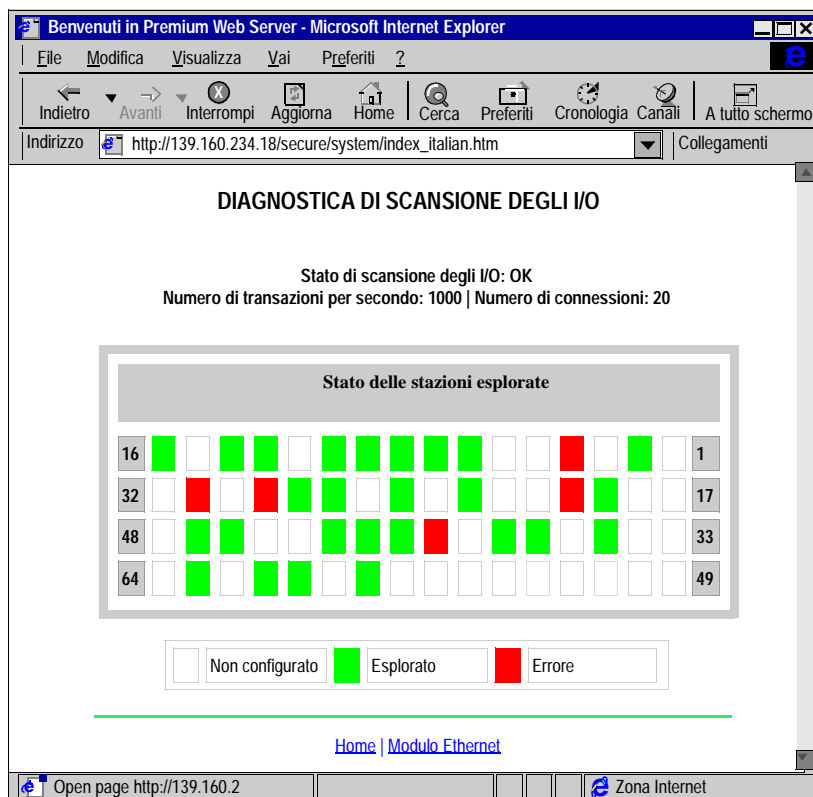 Benvenuti in Premium Web Server - Microsoft Internet Explorer
File Modifica Visualizza Vai Preferiti ?
Indietro Avanti Interrompi Aggiorna Home Cerca Preferiti Cronologia Canali A tutto schermo
Indirizzo http://139.160.234.18/secure/system/index_italian.htm Collegamenti
DIAGNOSTICA DI SCANSIONE DEGLI I/O
Stato di scansione degli I/O: OK
Numero di transazioni per secondo: 1000 | Numero di connessioni: 20
Stato delle stazioni esplorate
16 1
32 17
48 33
64 49
Non configurato Esplorato Errore
Home | Modulo Ethernet
Open page http://139.160.2 Zona Internet